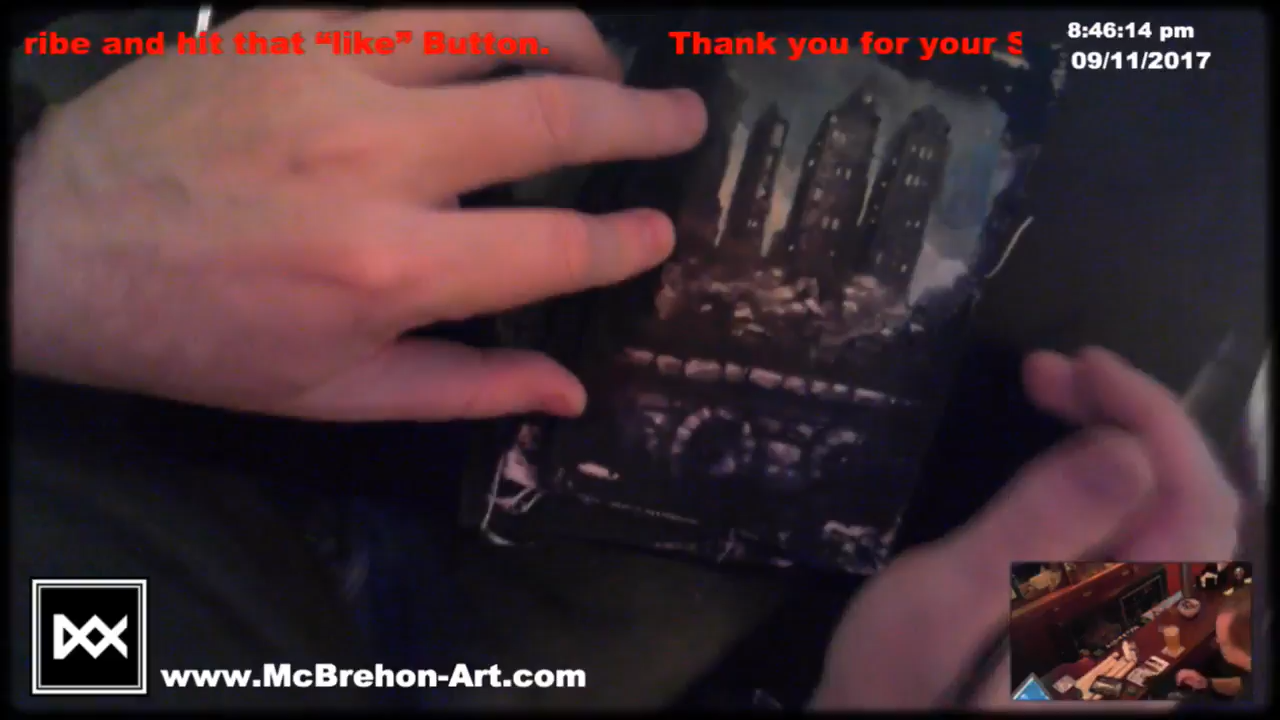 ribe and hit that “like” Button. Thank you for your S
8:46:14 pm
09/11/2017
www.McBrehon-Art.com